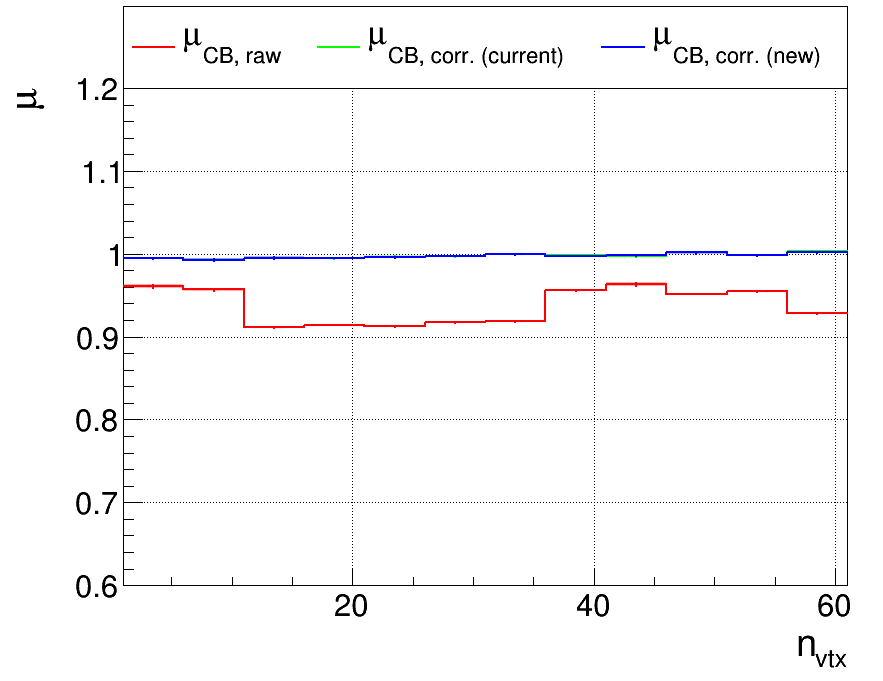 μCB, raw μCB, corr. (current) μCB, corr. (new)
μ
1.2
1.1
1
0.9
0.8
0.7
0.6
20 40 60
nvtx